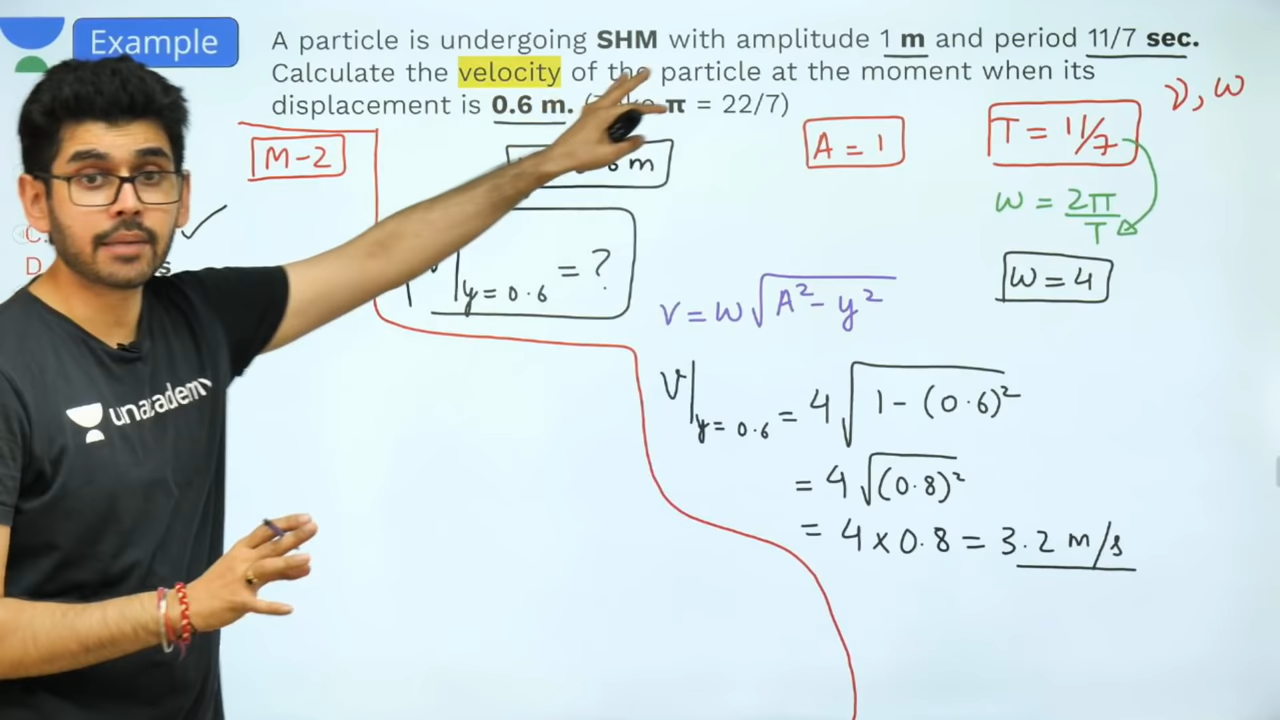 Example
A particle is undergoing SHM with amplitude 1 m and period 11/7 sec.
Calculate the velocity of the particle at the moment when its
displacement is 0.6 m. π = 22/7)
ν, ω
M-2
m
A = 1
T = 11/7
ω = 2π/T
ω = 4
C.
D
s
y = 0.6 = ?
v = ω√A² - y²
v|y = 0.6 = 4√1 - (0.6)²
= 4√(0.8)²
= 4 × 0.8 = 3.2 m/s
unacademy